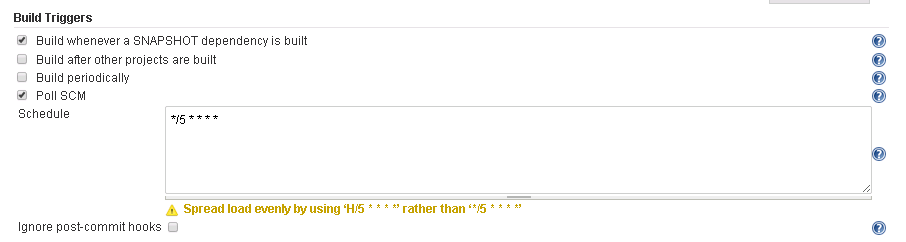 Build Triggers
Build whenever a SNAPSHOT dependency is built
Build after other projects are built
Build periodically
Poll SCM
Schedule
*/5 * * * *
Spread load evenly by using ‘H/5 * * * *’ rather than ‘*/5 * * * *’
Ignore post-commit hooks